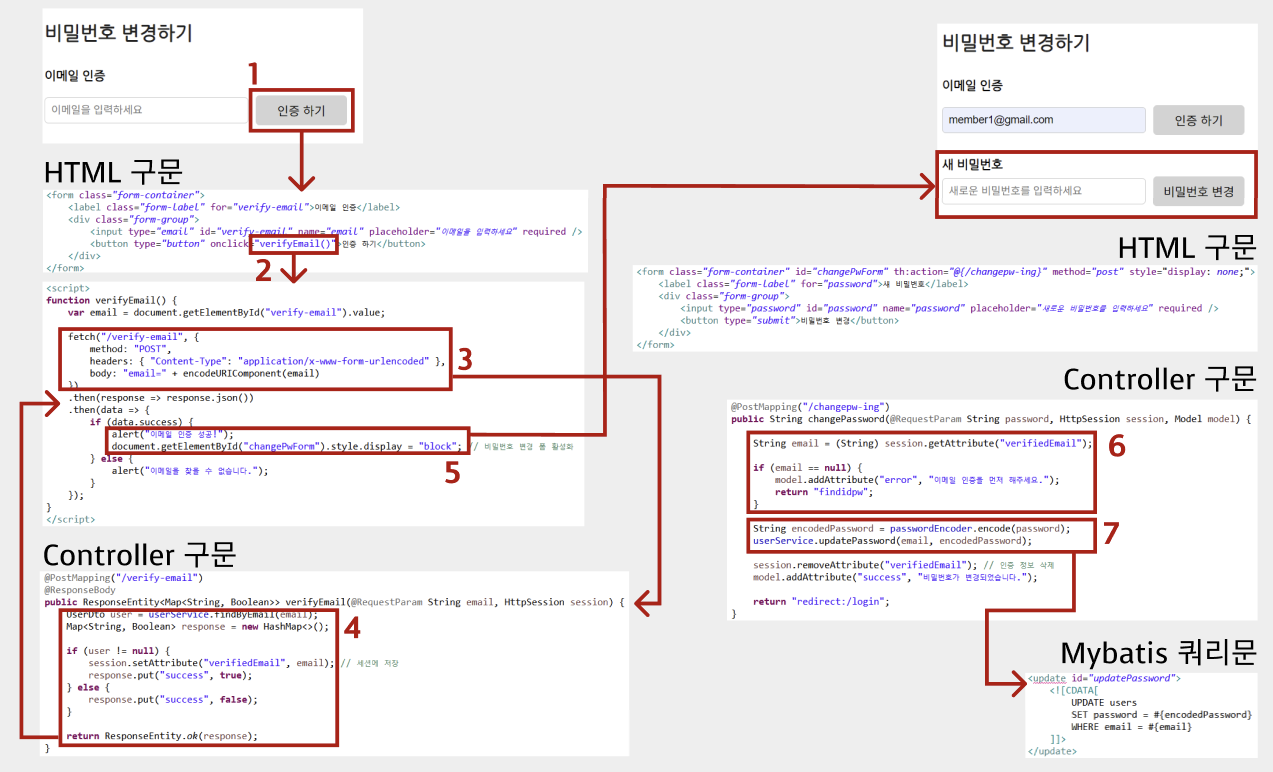 비밀번호 변경하기
이메일 인증
1
이메일을 입력하세요
인증 하기
HTML 구문
<form class="form-container">
<label class="form-label" for="verify-email">이메일 인증</label>
<div class="form-group">
<input type="email" id="verify-email" name="email" placeholder="이메일을 입력하세요" required />
<button type="button" onclick="verifyEmail()">인증 하기</button>
</div>
</form>
2
<script>
function verifyEmail() {
var email = document.getElementById("verify-email").value;
fetch("/verify-email", {
method: "POST",
headers: { "Content-Type": "application/x-www-form-urlencoded" },
body: "email=" + encodeURIComponent(email)
})
3
.then(response => response.json())
.then(data => {
if (data.success) {
alert("이메일 인증 성공!");
document.getElementById("changePwForm").style.display = "block"; // 비밀번호 변경 폼 활성화
} else {
alert("이메일을 찾을 수 없습니다.");
}
});
}
</script>
5
Controller 구문
@PostMapping("/verify-email")
@ResponseBody
public ResponseEntity<Map<String, Boolean>> verifyEmail(@RequestParam String email, HttpSession session) {
UserDto user = userService.findByEmail(email);
Map<String, Boolean> response = new HashMap<>();
4
if (user != null) {
session.setAttribute("verifiedEmail", email); // 세션에 저장
response.put("success", true);
} else {
response.put("success", false);
}
return ResponseEntity.ok(response);
}
비밀번호 변경하기
이메일 인증
member1@gmail.com
인증 하기
새 비밀번호
새로운 비밀번호를 입력하세요
비밀번호 변경
HTML 구문
<form class="form-container" id="changePwForm" th:action="@{/changepw-ing}" method="post" style="display: none;">
<label class="form-label" for="password">새 비밀번호</label>
<div class="form-group">
<input type="password" id="password" name="password" placeholder="새로운 비밀번호를 입력하세요" required />
<button type="submit">비밀번호 변경</button>
</div>
</form>
Controller 구문
@PostMapping("/changepw-ing")
public String changePassword(@RequestParam String password, HttpSession session, Model model) {
String email = (String) session.getAttribute("verifiedEmail");
6
if (email == null) {
model.addAttribute("error", "이메일 인증을 먼저 해주세요.");
return "findidpw";
}
String encodedPassword = passwordEncoder.encode(password);
userService.updatePassword(email, encodedPassword);
7
session.removeAttribute("verifiedEmail"); // 인증 정보 삭제
model.addAttribute("success", "비밀번호가 변경되었습니다.");
return "redirect:/login";
}
Mybatis 쿼리문
<update id="updatePassword">
<![CDATA[
UPDATE users
SET password = #{encodedPassword}
WHERE email = #{email}
]]>
</update>